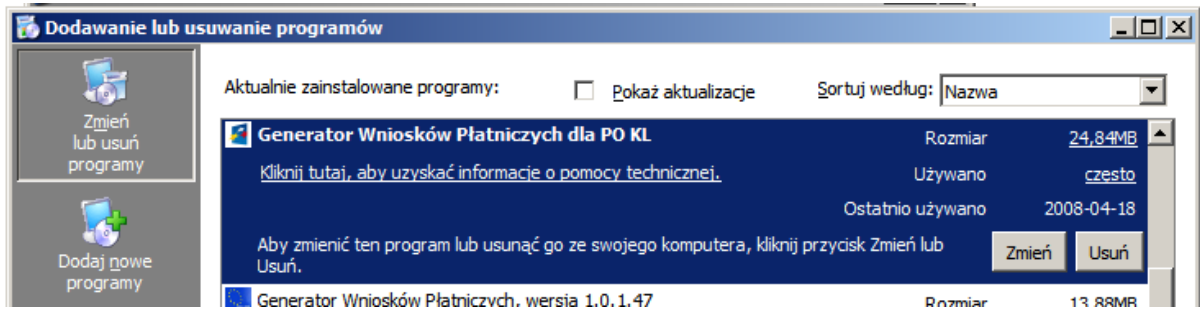 Dodawanie lub usuwanie programów
Zmień
lub usuń
programy
Dodaj nowe
programy
Aktualnie zainstalowane programy:
Pokaż aktualizacje
Sortuj według: Nazwa
Generator Wniosków Płatniczych dla PO KL
Rozmiar 24,84MB
Kliknij tutaj, aby uzyskać informacje o pomocy technicznej.
Używano często
Ostatnio używano 2008-04-18
Aby zmienić ten program lub usunąć go ze swojego komputera, kliknij przycisk Zmień lub
Usuń.
Zmień
Usuń
Generator Wniosków Płatniczych, wersja 1.0.1.47
Rozmiar 13,88MB